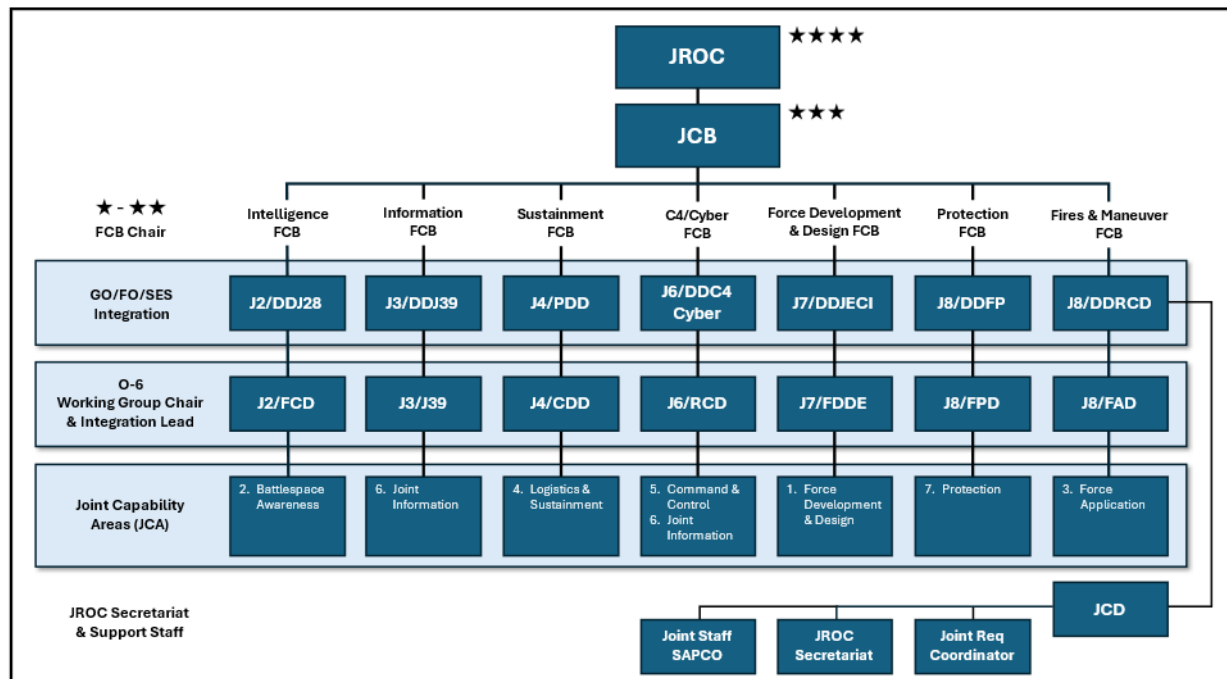 JROC
★★★★
JCB
★★★
★ - ★★
FCB Chair
Intelligence
FCB
Information
FCB
Sustainment
FCB
C4/Cyber
FCB
Force Development
& Design FCB
Protection
FCB
Fires & Maneuver
FCB
GO/FO/SES
Integration
J2/DDJ28
J3/DDJ39
J4/PDD
J6/DDC4
Cyber
J7/DDJECI
J8/DDFP
J8/DDRCD
O-6
Working Group Chair
& Integration Lead
J2/FCD
J3/J39
J4/CDD
J6/RCD
J7/FDDE
J8/FPD
J8/FAD
Joint Capability
Areas (JCA)
2. Battlespace
Awareness
6. Joint
Information
4. Logistics &
Sustainment
5. Command &
Control
6. Joint
Information
1. Force
Development
& Design
7. Protection
3. Force
Application
JROC Secretariat
& Support Staff
JCD
Joint Staff
SAPCO
JROC
Secretariat
Joint Req
Coordinator